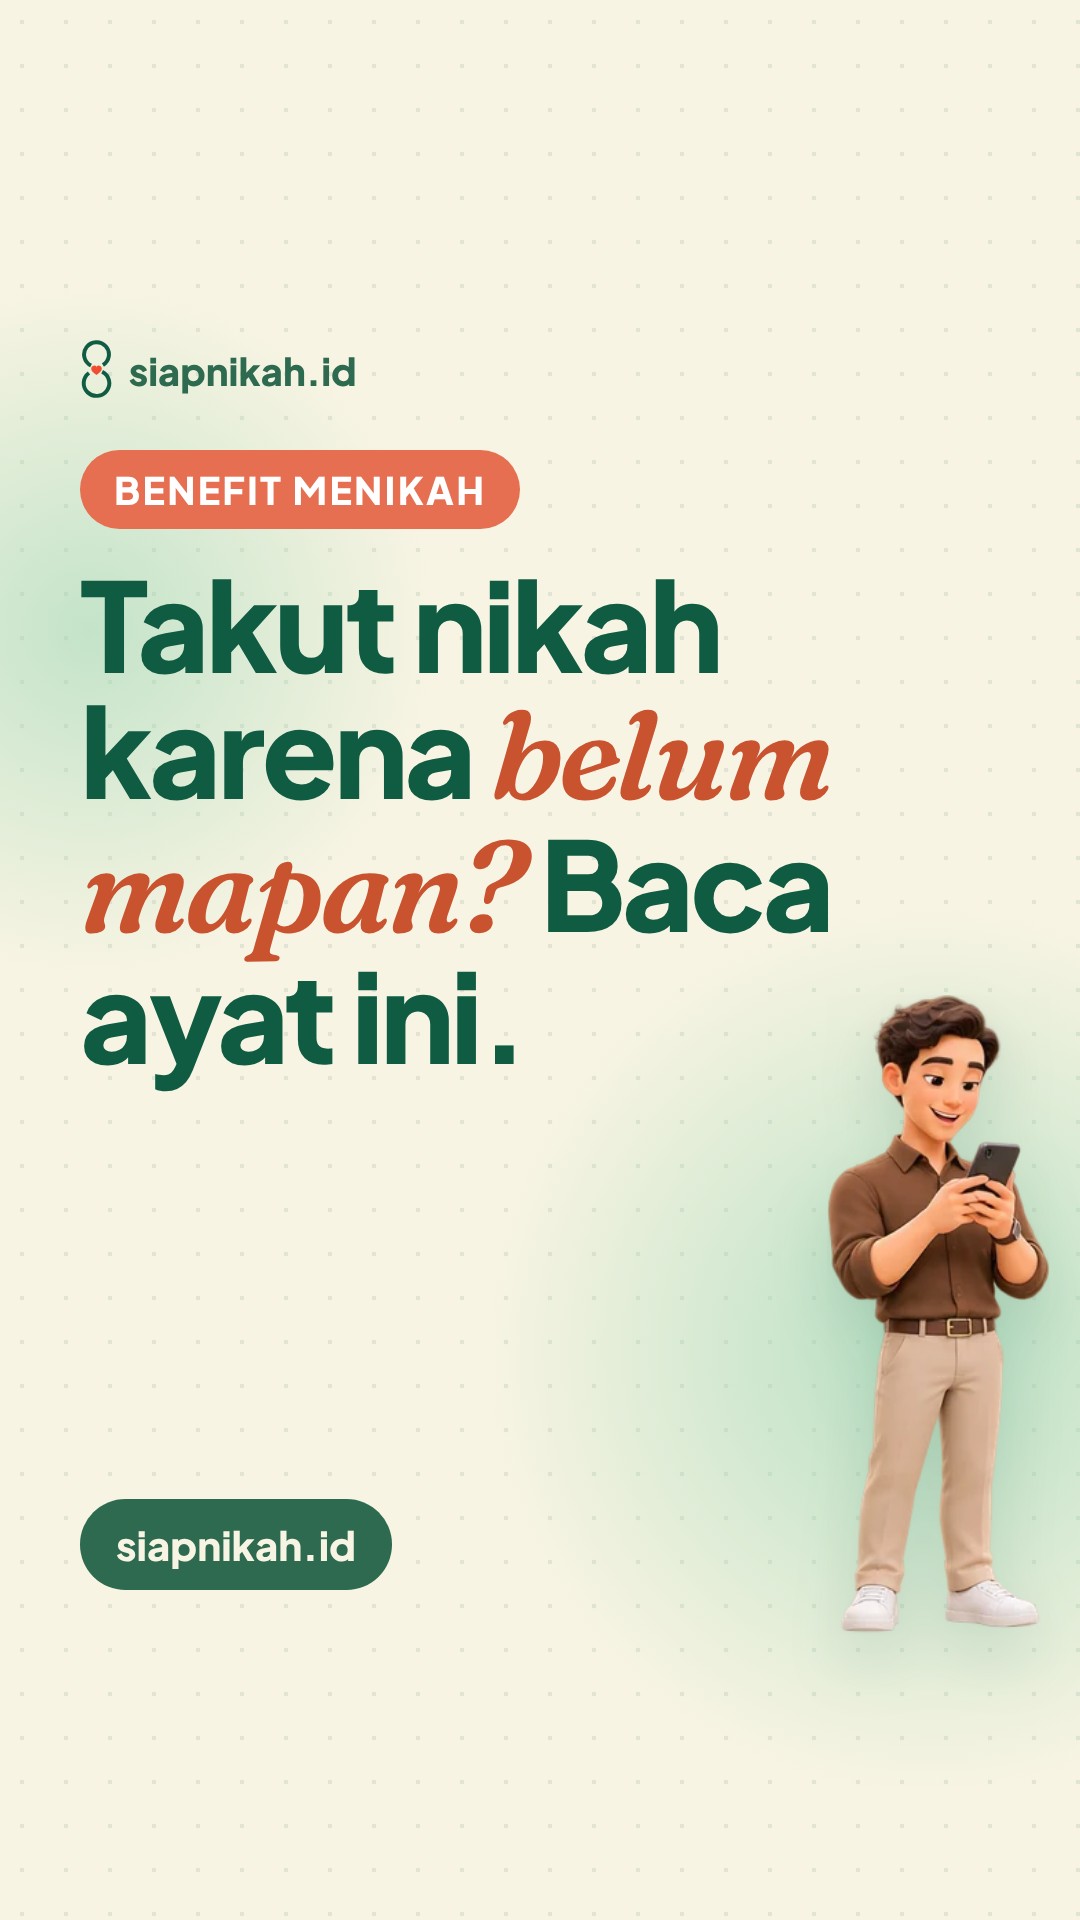 siapnikah.id
BENEFIT MENIKAH
Takut nikah
karena belum
mapan? Baca
ayat ini.
siapnikah.id